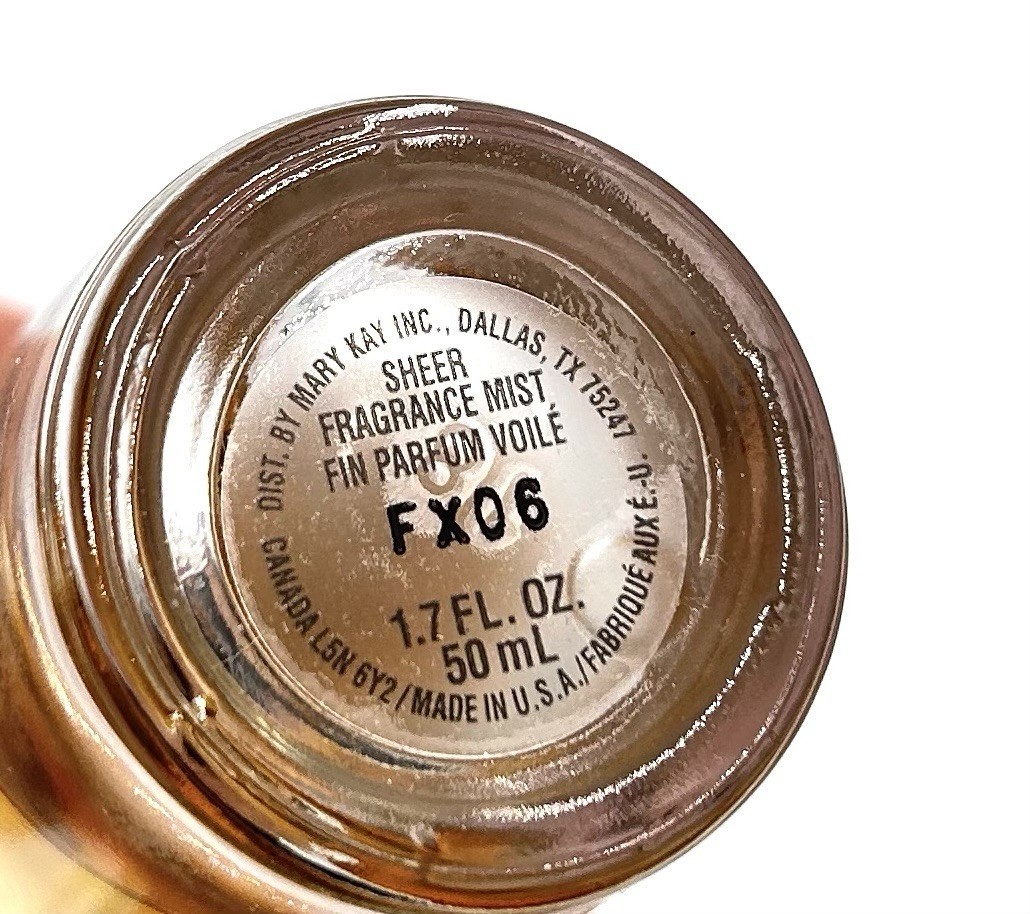 DIST. BY MARY KAY INC., DALLAS, TX 75247
SHEER
FRAGRANCE MIST
FIN PARFUM VOILÉ
FX06
1.7 FL. OZ.
50 mL
CANADA L5N 6Y2/MADE IN U.S.A./FABRIQUÉ AUX É.-U.